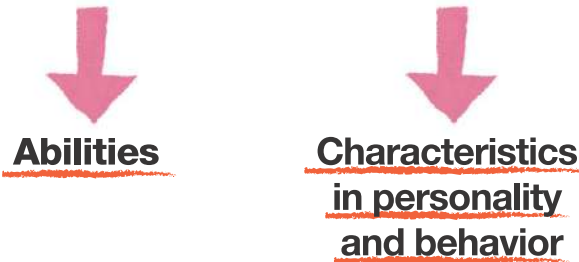 Abilities
Characteristics
in personality
and behavior